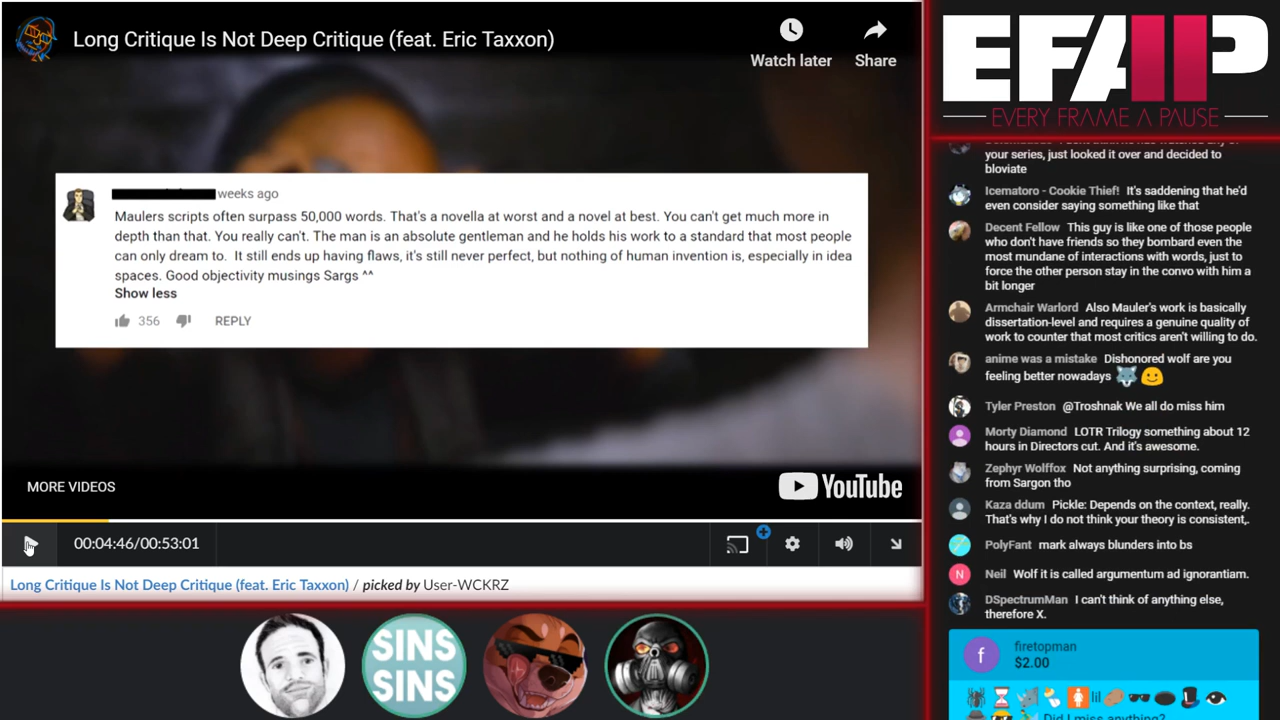 Long Critique Is Not Deep Critique (feat. Eric Taxxon)
Watch later
Share
weeks ago
Maulers scripts often surpass 50,000 words. That's a novella at worst and a novel at best. You can't get much more in
depth than that. You really can't. The man is an absolute gentleman and he holds his work to a standard that most people
can only dream to.  It still ends up having flaws, it's still never perfect, but nothing of human invention is, especially in idea
spaces. Good objectivity musings Sargs ^^
Show less
356
REPLY
MORE VIDEOS
YouTube
00:04:46/00:53:01
Long Critique Is Not Deep Critique (feat. Eric Taxxon) / picked by User-WCKRZ
SINS
SINS
EFAP
EVERY FRAME A PAUSE
your series, just looked it over and decided to
bloviate
Icematoro - Cookie Thief! It's saddening that he'd
even consider saying something like that
Decent Fellow This guy is like one of those people
who don't have friends so they bombard even the
most mundane of interactions with words, just to
force the other person stay in the convo with him a
bit longer
Armchair Warlord Also Mauler's work is basically
dissertation-level and requires a genuine quality of
work to counter that most critics aren't willing to do.
anime was a mistake Dishonored wolf are you
feeling better nowadays 🐺🙂
Tyler Preston @Troshnak We all do miss him
Morty Diamond LOTR Trilogy something about 12
hours in Directors cut. And it's awesome.
Zephyr Wolffox Not anything surprising, coming
from Sargon tho
Kaza ddum Pickle: Depends on the context, really.
That's why I do not think your theory is consistent,.
PolyFant mark always blunders into bs
N
Neil Wolf it is called argumentum ad ignorantiam.
DSpectrumMan I can't think of anything else,
therefore X.
f
firetopman
$2.00
lil
Did I miss anything?